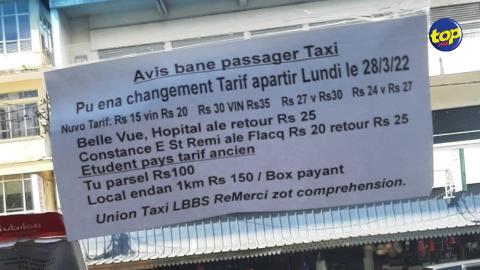 top
FM
Avis bane passager Taxi
Pu ena changement Tarif apartir Lundi le 28/3/22
Nuvo Tarif: Rs 15 vin Rs 20 Rs 30 VIN Rs35 Rs 27 v Rs30 Rs 24 v Rs 27
Belle Vue, Hopital ale retour Rs 25
Constance E St Remi ale Flacq Rs 20 retour Rs 25
Etudent pays tarif ancien
Tu parsel Rs100
Local endan 1km Rs 150 / Box payant
Union Taxi LBBS ReMerci zot comprehension.
Jubilee